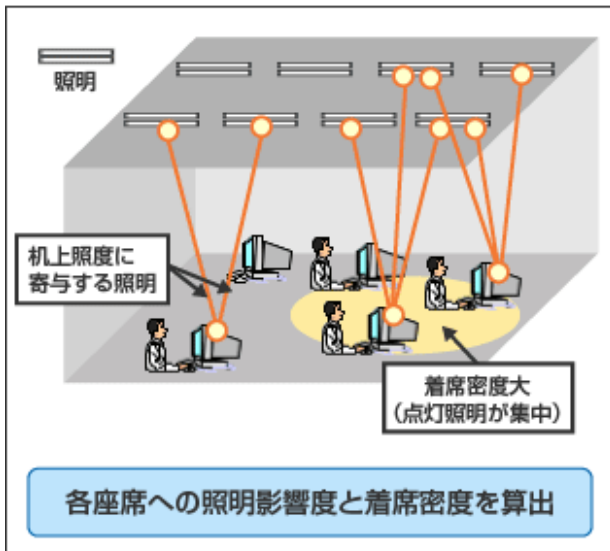 照明
机上照度に
寄与する照明
着席密度大
(点灯照明が集中)
各座席への照明影響度と着席密度を算出